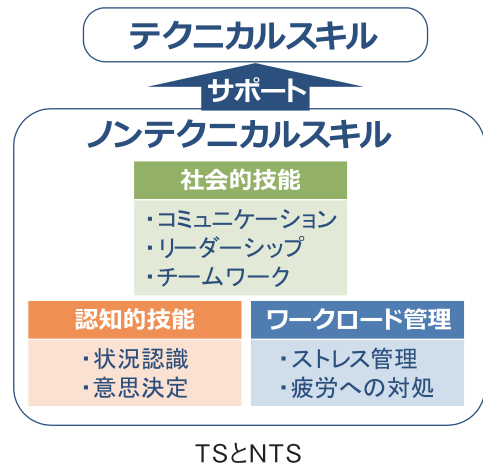 テクニカルスキル
サポート
ノンテクニカルスキル
社会的技能
・コミュニケーション
・リーダーシップ
・チームワーク
認知的技能
・状況認識
・意思決定
ワークロード管理
・ストレス管理
・疲労への対処
TSとNTS